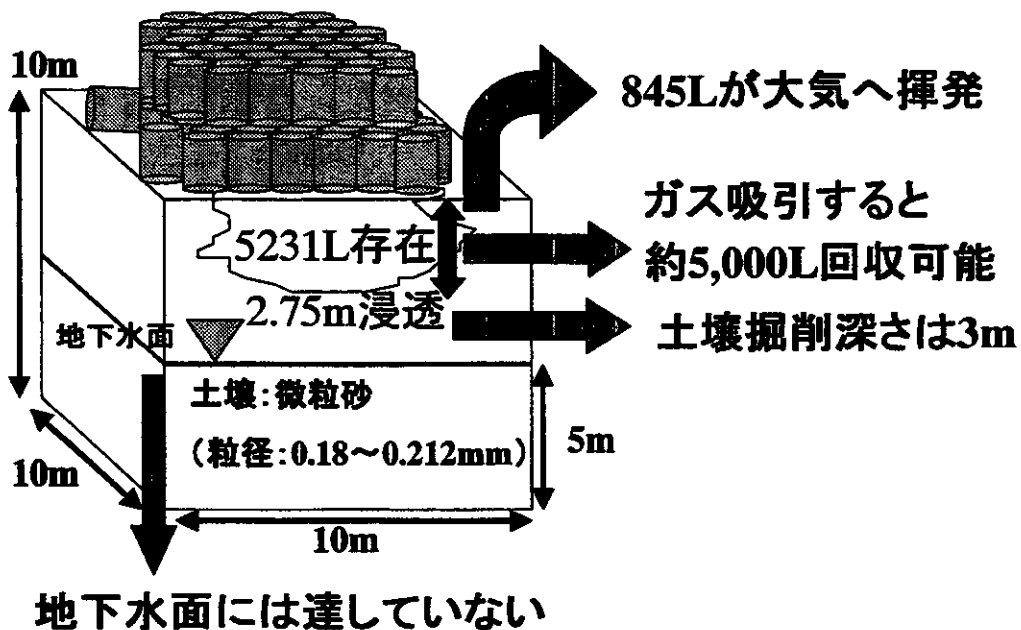 10m
845Lが大気へ揮発
ガス吸引すると
約5,000L回収可能
5231L存在
2.75m浸透
土壌掘削深さは3m
地下水面
土壌：微粒砂
（粒径：0.18～0.212mm）
5m
10m
10m
地下水面には達していない